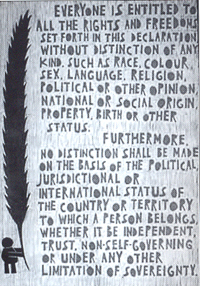 EVERYONE IS ENTITLED TO
ALL THE RIGHTS AND FREEDOMS
SET FORTH IN THIS DECLARATION,
WITHOUT DISTINCTION OF ANY
KIND, SUCH AS RACE, COLOUR,
SEX, LANGUAGE, RELIGION,
POLITICAL OR OTHER OPINION,
NATIONAL OR SOCIAL ORIGIN,
PROPERTY, BIRTH OR OTHER
STATUS.
FURTHERMORE,
NO DISTINCTION SHALL BE MADE
ON THE BASIS OF THE POLITICAL,
JURISDICTIONAL OR
INTERNATIONAL STATUS OF
THE COUNTRY OR TERRITORY
TO WHICH A PERSON BELONGS,
WHETHER IT BE INDEPENDENT,
TRUST, NON-SELF-GOVERNING
OR UNDER ANY OTHER
LIMITATION OF SOVEREIGNTY.